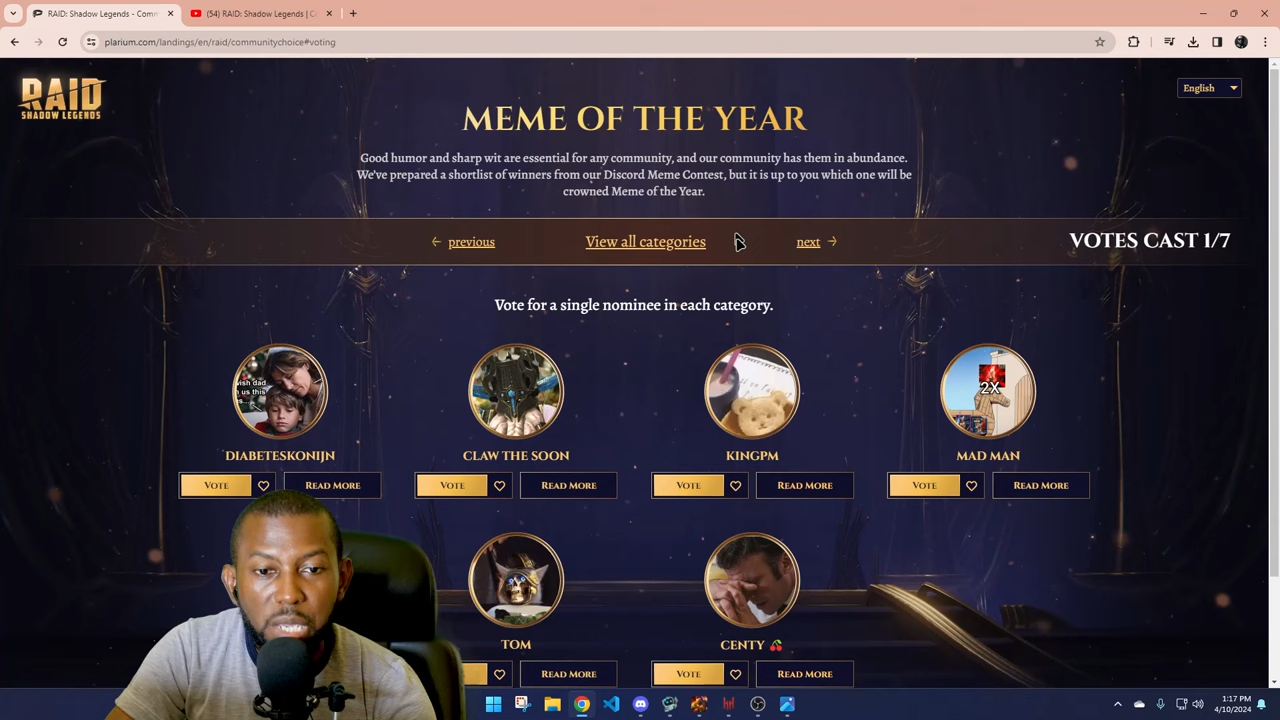 RAID: Shadow Legends - Comm
(54) RAID: Shadow Legends | C
plarium.com/landings/en/raid/communitychoice#voting
RAID
SHADOW LEGENDS
English
MEME OF THE YEAR
Good humor and sharp wit are essential for any community, and our community has them in abundance.
We've prepared a shortlist of winners from our Discord Meme Contest, but it is up to you which one will be
crowned Meme of the Year.
previous
View all categories
next
VOTES CAST 1/7
Vote for a single nominee in each category.
wish dad
us this
2X
DIABETESKONIJN
CLAW THE SOON
KINGPM
MAD MAN
VOTE
READ MORE
VOTE
READ MORE
VOTE
READ MORE
VOTE
READ MORE
TOM
CENTY 🍒
READ MORE
VOTE
READ MORE
1:17 PM
4/10/2024